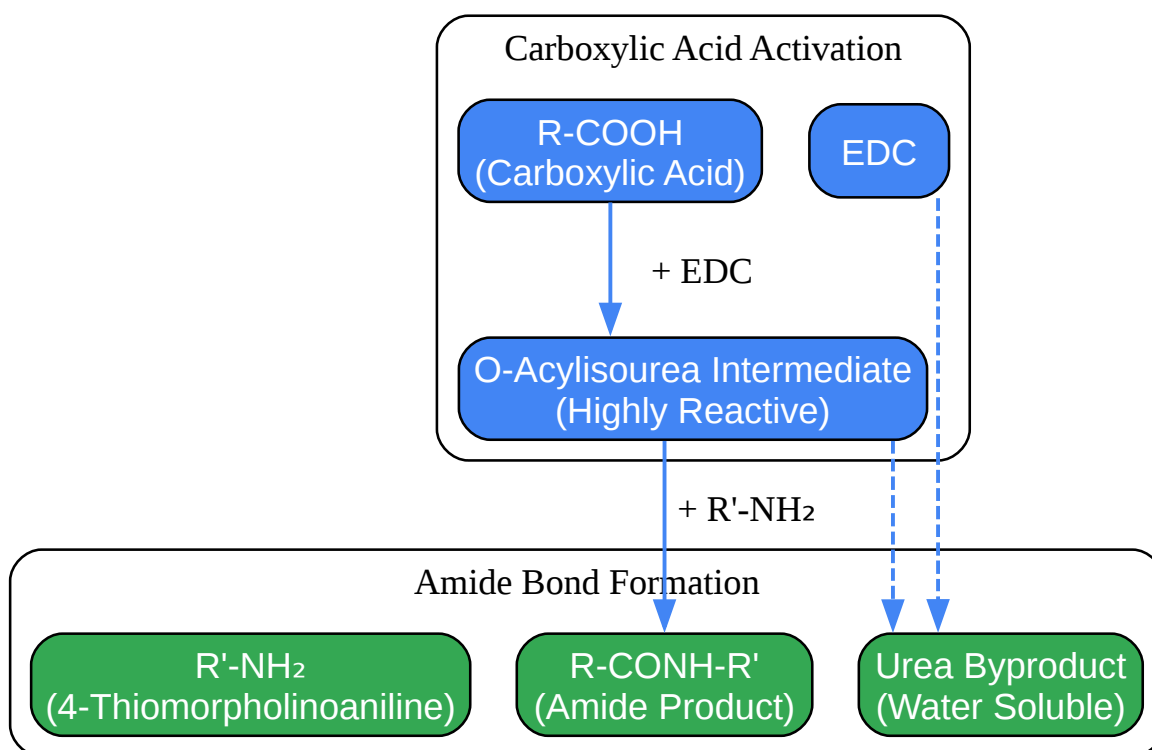 Carboxylic Acid Activation
R-COOH
(Carboxylic Acid)
EDC
+ EDC
O-Acylisourea Intermediate
(Highly Reactive)
+ R'-NH₂
Amide Bond Formation
R'-NH₂
(4-Thiomorpholinoaniline)
R-CONH-R'
(Amide Product)
Urea Byproduct
(Water Soluble)